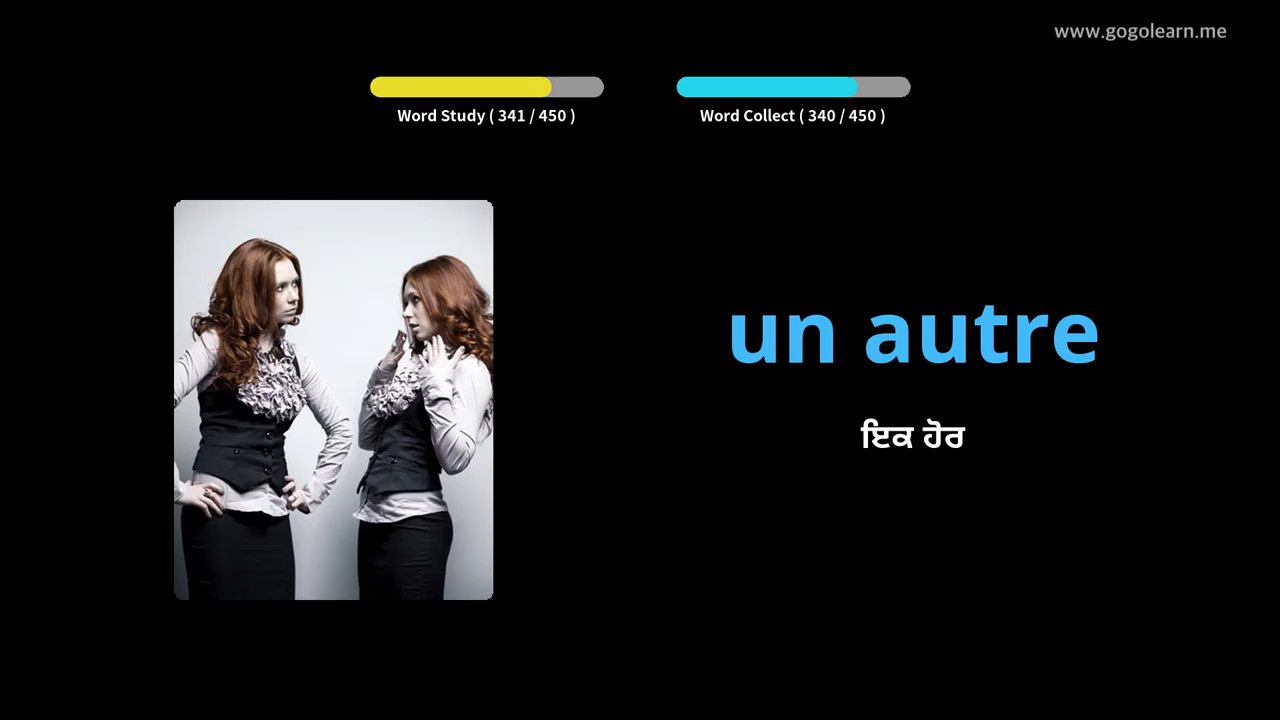 www.gogolearn.me
Word Study ( 341 / 450 )
Word Collect ( 340 / 450 )
un autre
ਇਕ ਹੋਰ